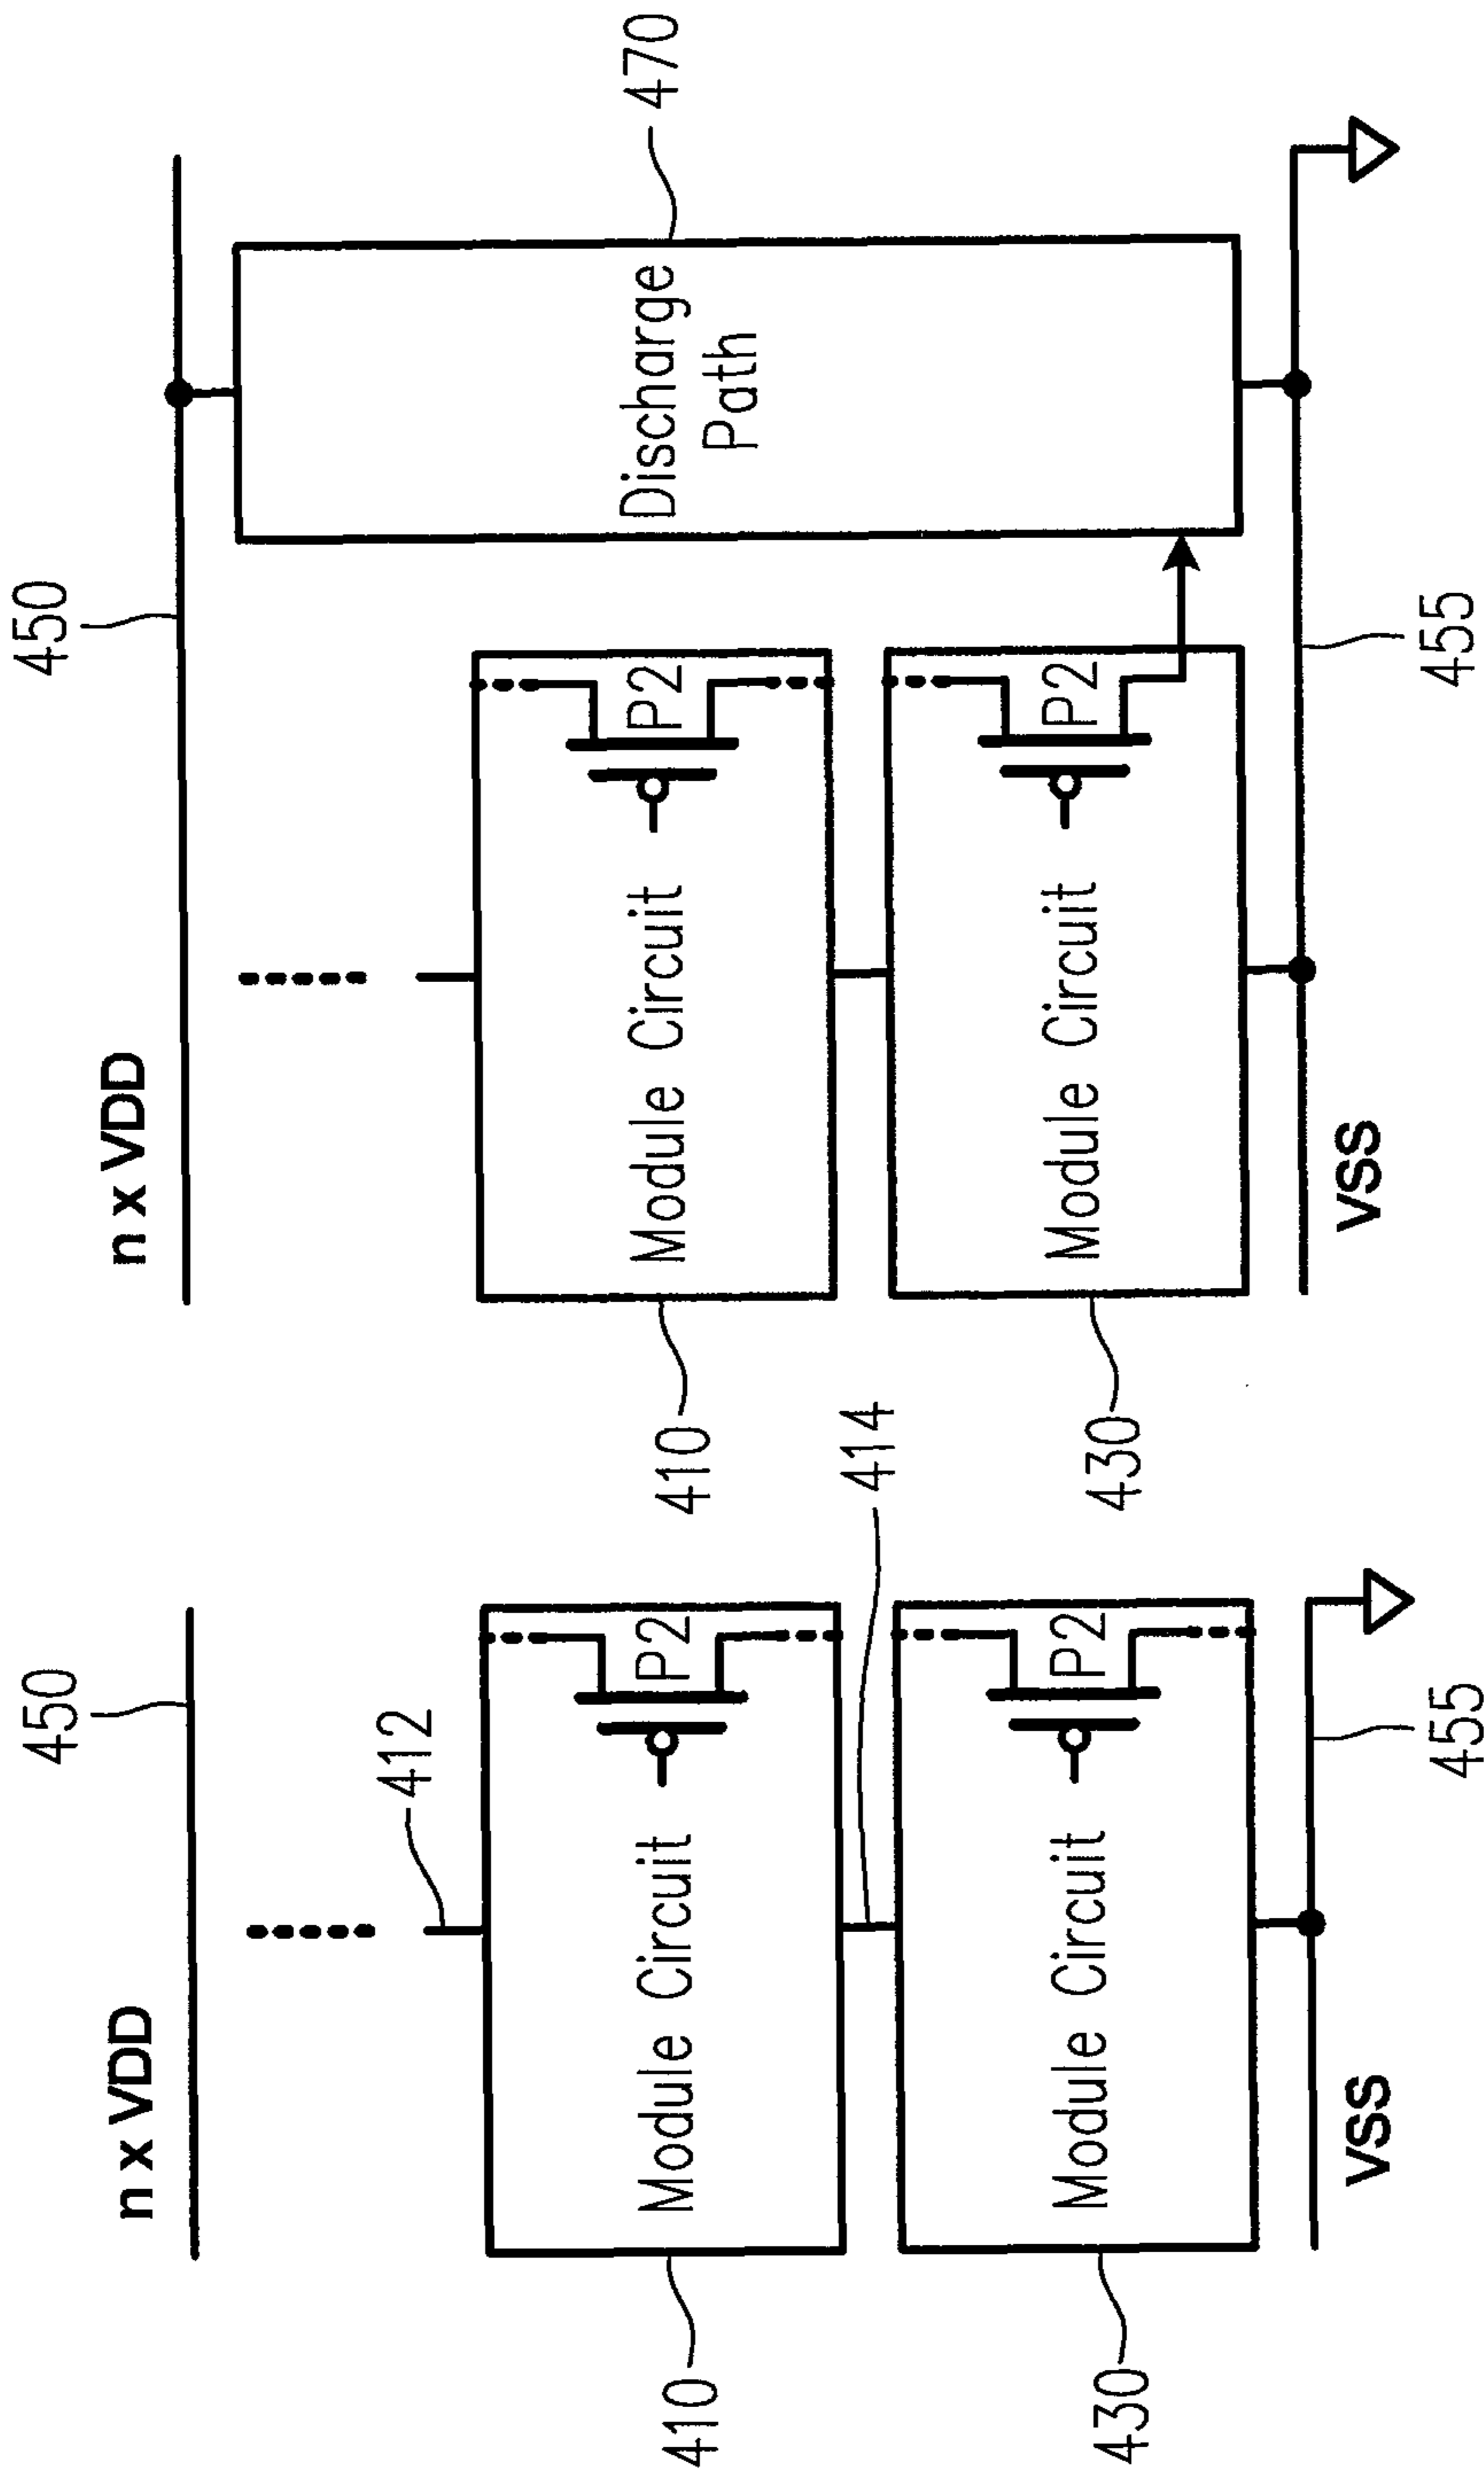 n x VDD
450
412
410
Module Circuit
P2
414
430
Module Circuit
P2
VSS
455
n x VDD
450
470
410
Module Circuit
P2
Discharge
Path
430
Module Circuit
P2
VSS
455